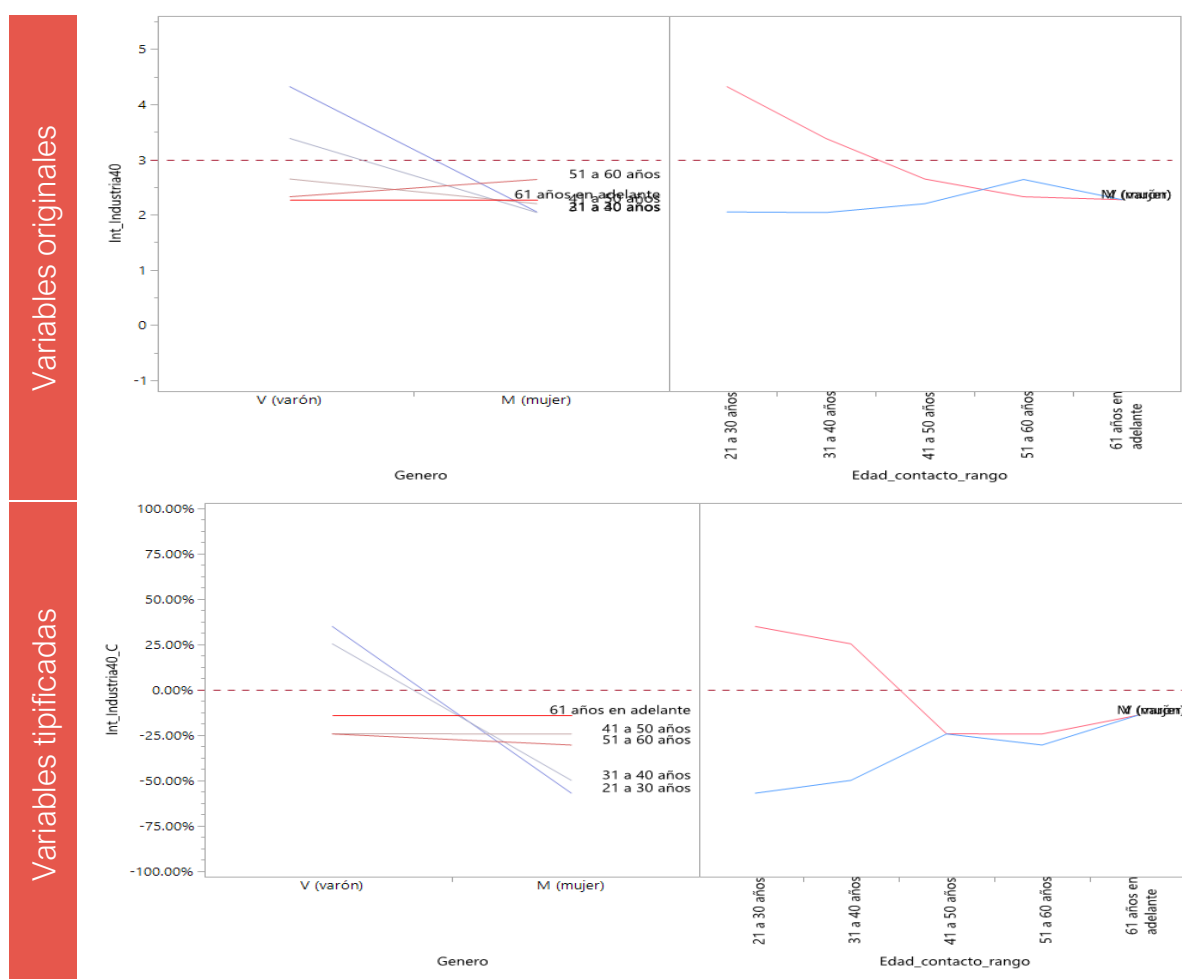 Variables originales
Int_Industria40
5
4
3
2
1
0
-1
51 a 60 años
61 años en adelante
41 a 50 años
31 a 40 años
V (varón)
M (mujer)
Genero
M (mujer)
21 a 30 años
31 a 40 años
41 a 50 años
51 a 60 años
61 años en
adelante
Edad_contacto_rango
Variables tipificadas
Int_Industria40_C
100.00%
75.00%
50.00%
25.00%
0.00%
-25.00%
-50.00%
-75.00%
-100.00%
61 años en adelante
41 a 50 años
51 a 60 años
31 a 40 años
21 a 30 años
V (varón)
M (mujer)
Genero
21 a 30 años
31 a 40 años
41 a 50 años
51 a 60 años
61 años en
adelante
Edad_contacto_rango